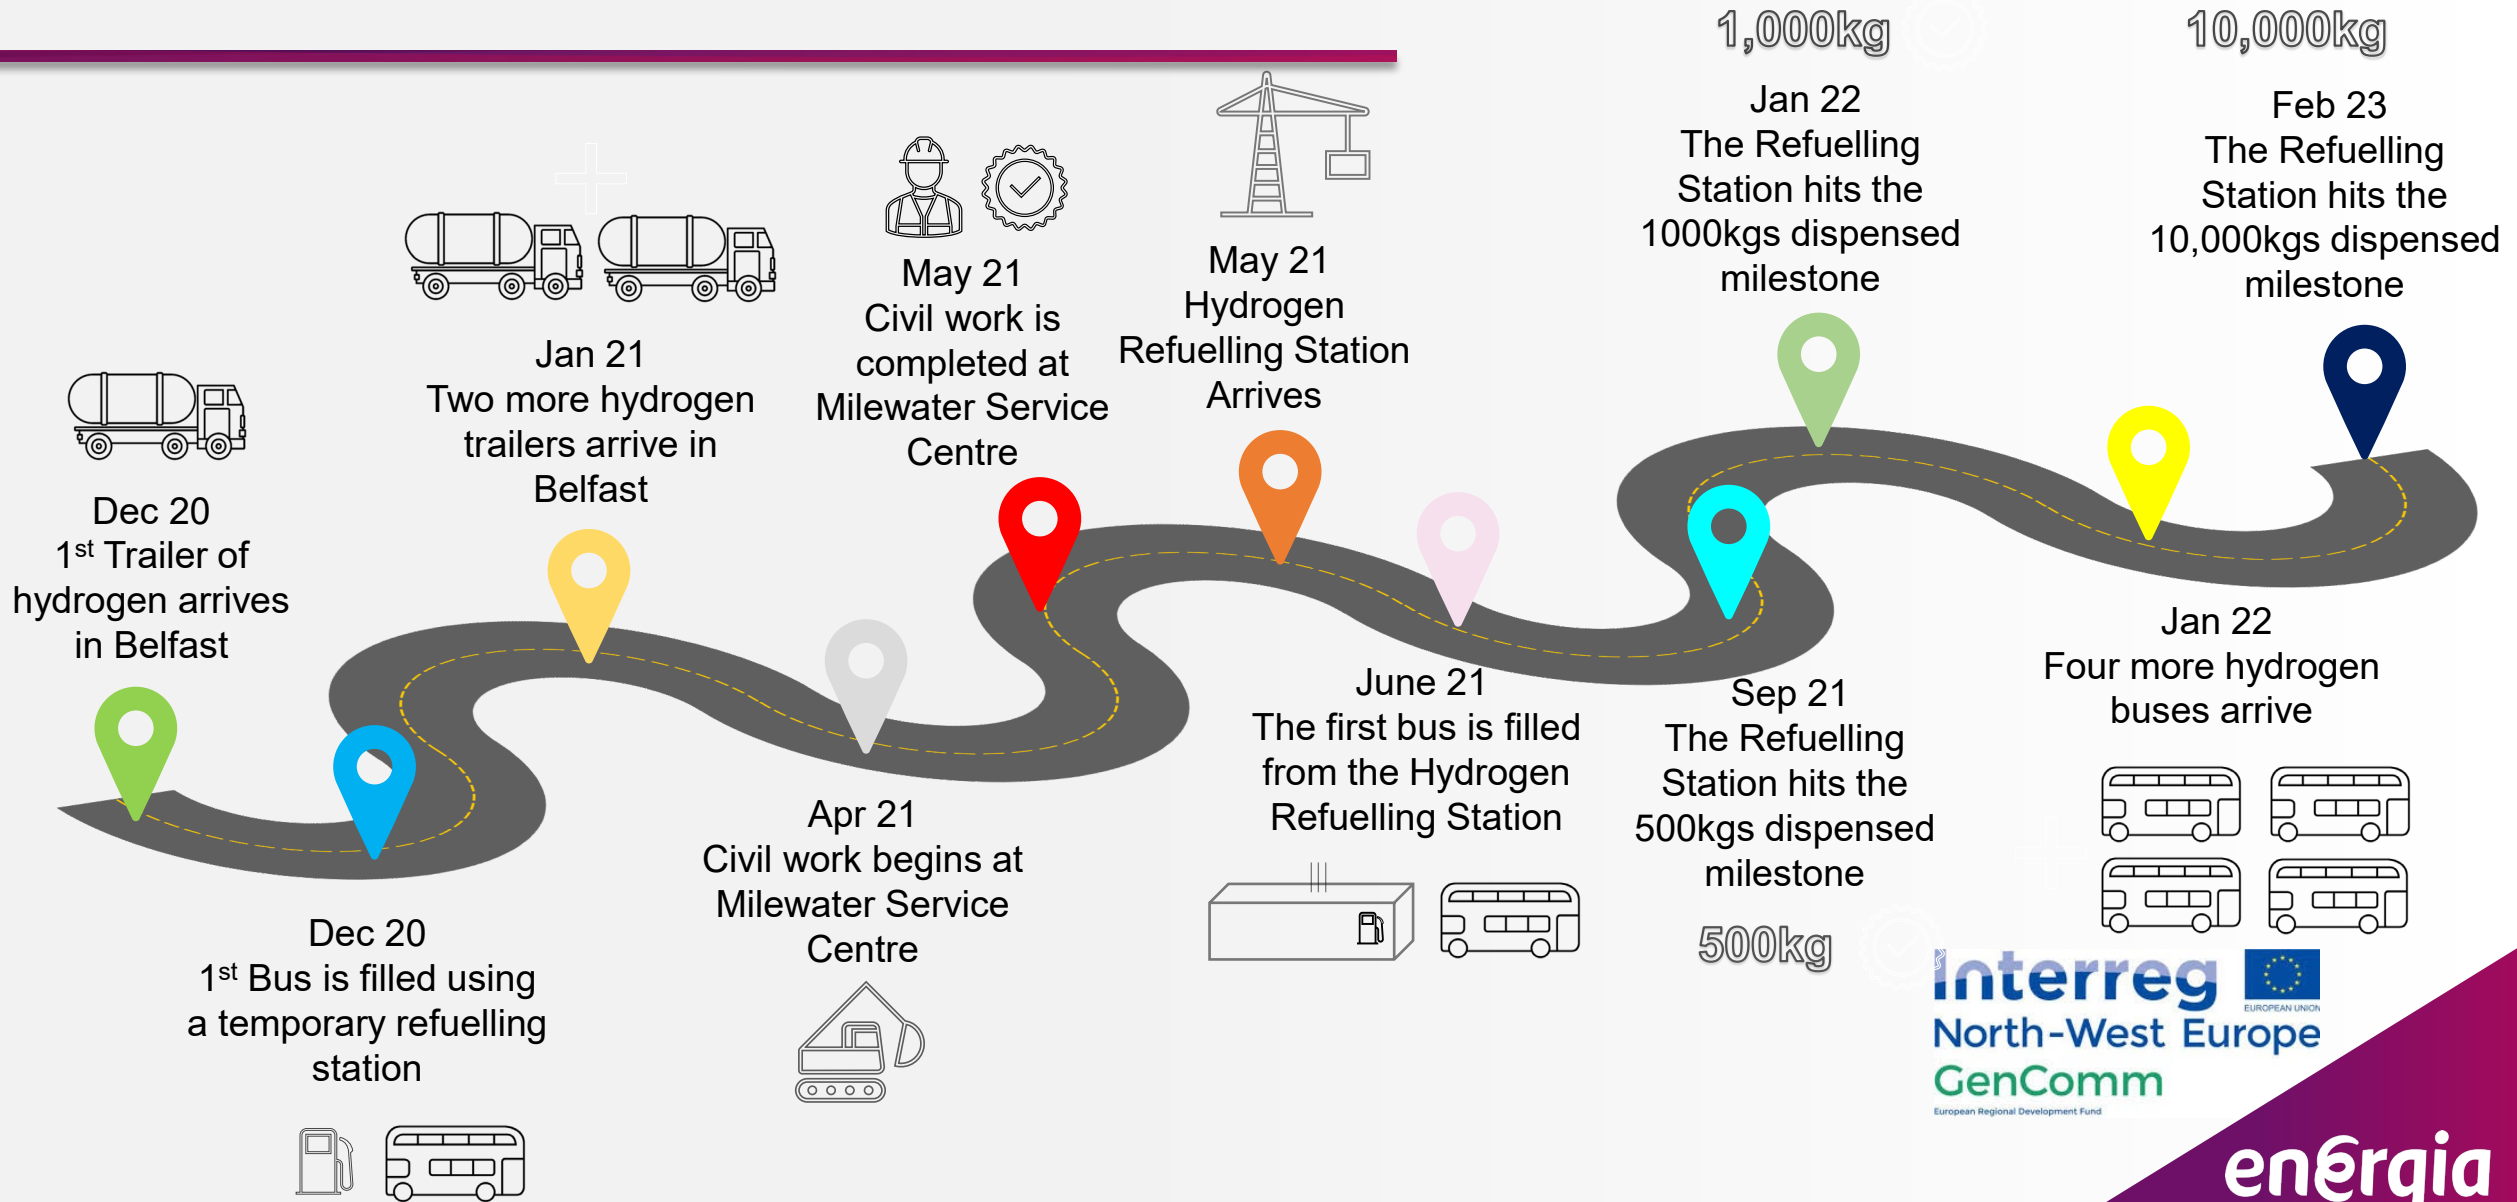 Dec 20
1st Trailer of
hydrogen arrives
in Belfast
Dec 20
1st Bus is filled using
a temporary refuelling
station
Jan 21
Two more hydrogen
trailers arrive in
Belfast
Apr 21
Civil work begins at
Milewater Service
Centre
May 21
Civil work is
completed at
Milewater Service
Centre
May 21
Hydrogen
Refuelling Station
Arrives
June 21
The first bus is filled
from the Hydrogen
Refuelling Station
Sep 21
The Refuelling
Station hits the
500kgs dispensed
milestone
500kg
1,000kg
Jan 22
The Refuelling
Station hits the
1000kgs dispensed
milestone
Jan 22
Four more hydrogen
buses arrive
10,000kg
Feb 23
The Refuelling
Station hits the
10,000kgs dispensed
milestone
Interreg
EUROPEAN UNION
North-West Europe
GenComm
European Regional Development Fund
energia